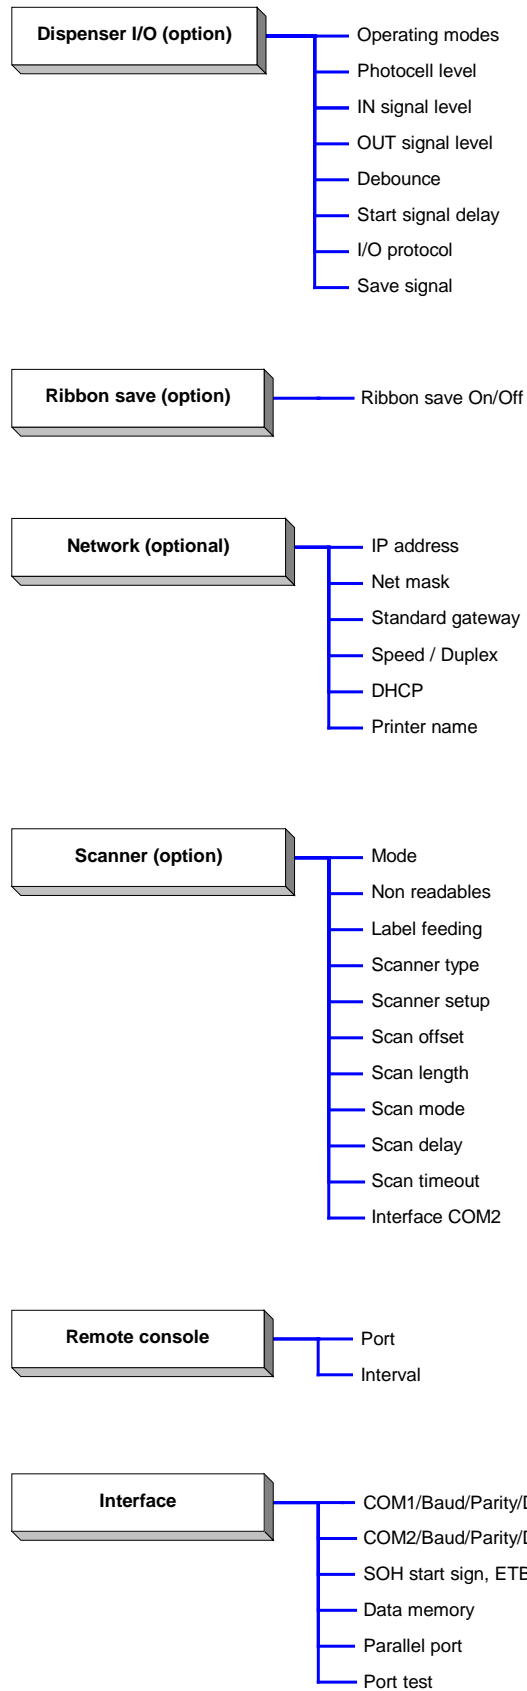 Dispenser I/O (option)
Operating modes
Photocell level
IN signal level
OUT signal level
Debounce
Start signal delay
I/O protocol
Save signal
Ribbon save (option)
Ribbon save On/Off
Network (optional)
IP address
Net mask
Standard gateway
Speed / Duplex
DHCP
Printer name
Scanner (option)
Mode
Non readables
Label feeding
Scanner type
Scanner setup
Scan offset
Scan length
Scan mode
Scan delay
Scan timeout
Interface COM2
Remote console
Port
Interval
Interface
COM1/Baud/Parity/
COM2/Baud/Parity/
SOH start sign, ETB
Data memory
Parallel port
Port test